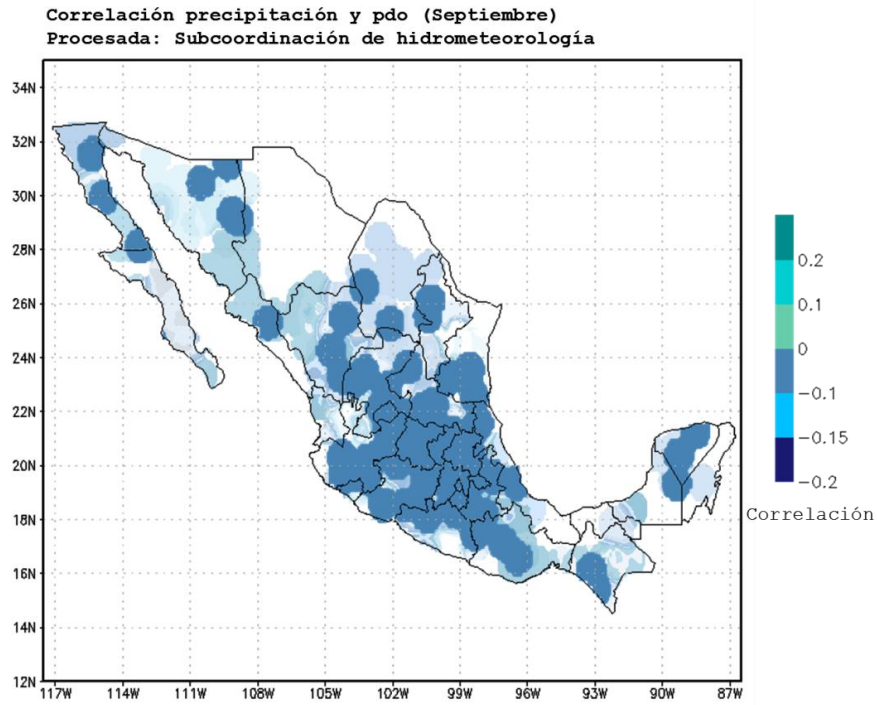 Correlación precipitación y pdo (Septiembre)
Procesada: Subcoordinación de hidrometeorología
34N
32N
30N
28N
26N
24N
22N
20N
18N
16N
14N
12N
117W 114W 111W 108W 105W 102W 99W 96W 93W 90W 87W
0.2
0.1
0
-0.1
-0.15
-0.2
Correlación